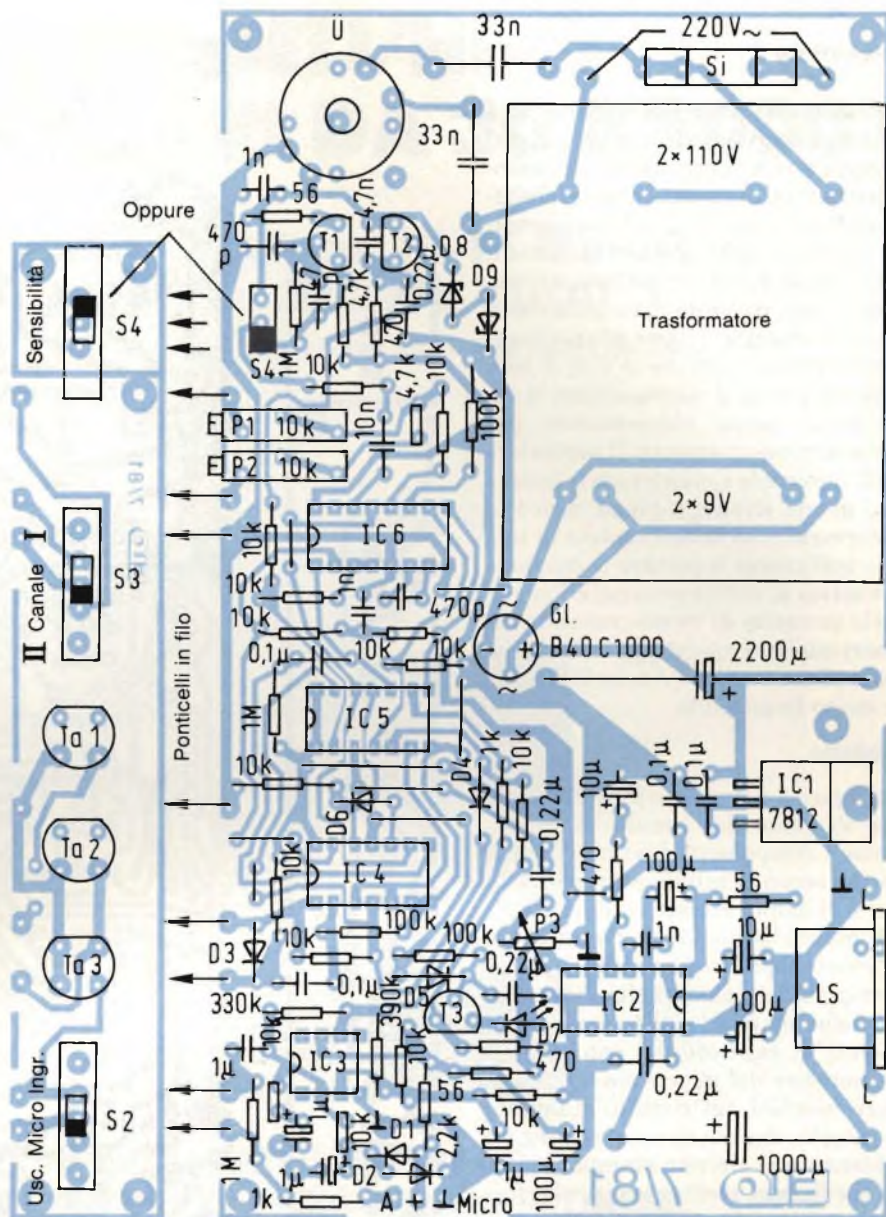 Ü
33n
220V~
Si
33n
2×110V
1n
56
4,7n
Oppure
470
p
T1
T2
D8
D9
Sensibilità
S4
S4
1M
4,7k
470
0,22µ
Trasformatore
10k
4,7k
10k
100k
10n
E P1 10k
E P2 10k
2×9V
IC6
10k
10k
1n
470p
II Canale I
S3
10k
0,1µ
10k
10k
~
Gl.
- +
B40C1000
~
2200µ
+
Ponticelli in filo
1M
IC5
Ta 1
10k
D4
1k
10k
10µ
+
0,1µ
0,1µ
IC1
7812
D6
0,22µ
Ta 2
10k
IC4
470
100µ
+
56
⊥
L
100k
P3
10µ
+
D3
10k
100k
⊥
1n
Ta 3
0,22µ
LS
330k
0,1µ
390k
D5
T3
IC2
D7
100µ
+
10k
1µ
IC3
10k
470
0,22µ
L
Usc. Micro Ingr.
S2
56
10k
1µ
10k
D1
2,2k
1M
1µ
D2
1µ
100µ
+
1000µ
1k
A + ⊥ Micro
ELO 7/81
7/81